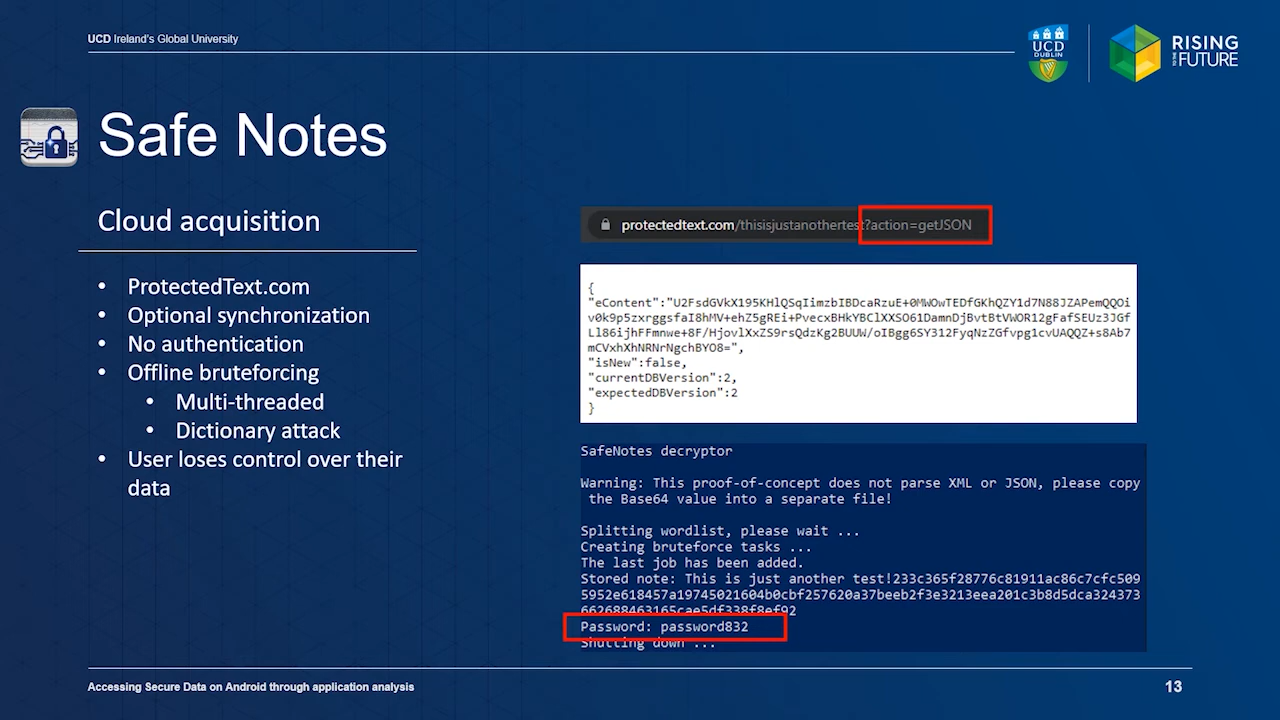 UCD Ireland's Global University
UCD
DUBLIN
RISING
TO THE
FUTURE
Safe Notes
Cloud acquisition
• ProtectedText.com
• Optional synchronization
• No authentication
• Offline bruteforcing
• Multi-threaded
• Dictionary attack
• User loses control over their
data
protectedtext.com/thisisjustanothertest?action=getJSON
{
"eContent":"U2FsdGVkX195KHlQSqIimzbIBDcaRzuE+0MWOwTEDfGKhQZY1d7N88JZAPemQQOi
v0k9p5zxrggsfaI8hMV+ehZ5gREi+PvecxBHkYBClXXSO61DamnDjBvtBtVWOR12gFafSEUz3JGf
Ll86ijhFFmnwe+8F/HjovlXxZS9rsQdzKg2BUUW/oIBgg6SY312FyqNzZGfvpg1cvUAQQZ+s8Ab7
mCVxhXhNRNrNgchBYO8=",
"isNew":false,
"currentDBVersion":2,
"expectedDBVersion":2
}
SafeNotes decryptor
Warning: This proof-of-concept does not parse XML or JSON, please copy
the Base64 value into a separate file!
Splitting wordlist, please wait ...
Creating bruteforce tasks ...
The last job has been added.
Stored note: This is just another test!233c365f28776c81911ac86c7cfc509
5952e618457a19745021604b0cbf257620a37beeb2f3e3213eea201c3b8d5dca324373
662688463165cae5df338f8ef92
Password: password832
Shutting down ...
Accessing Secure Data on Android through application analysis
13